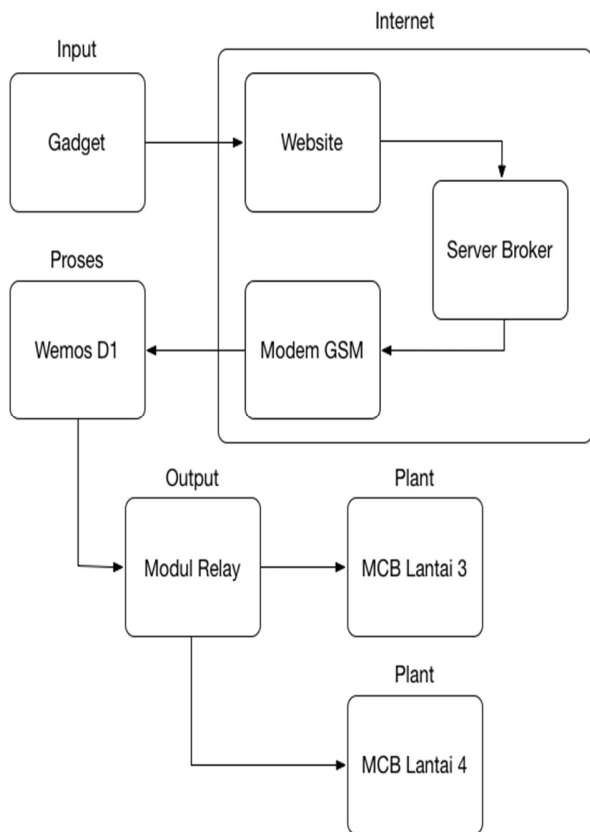 Internet
Input
Gadget
Website
Server Broker
Proses
Wemos D1
Modem GSM
Output
Modul Relay
Plant
MCB Lantai 3
Plant
MCB Lantai 4